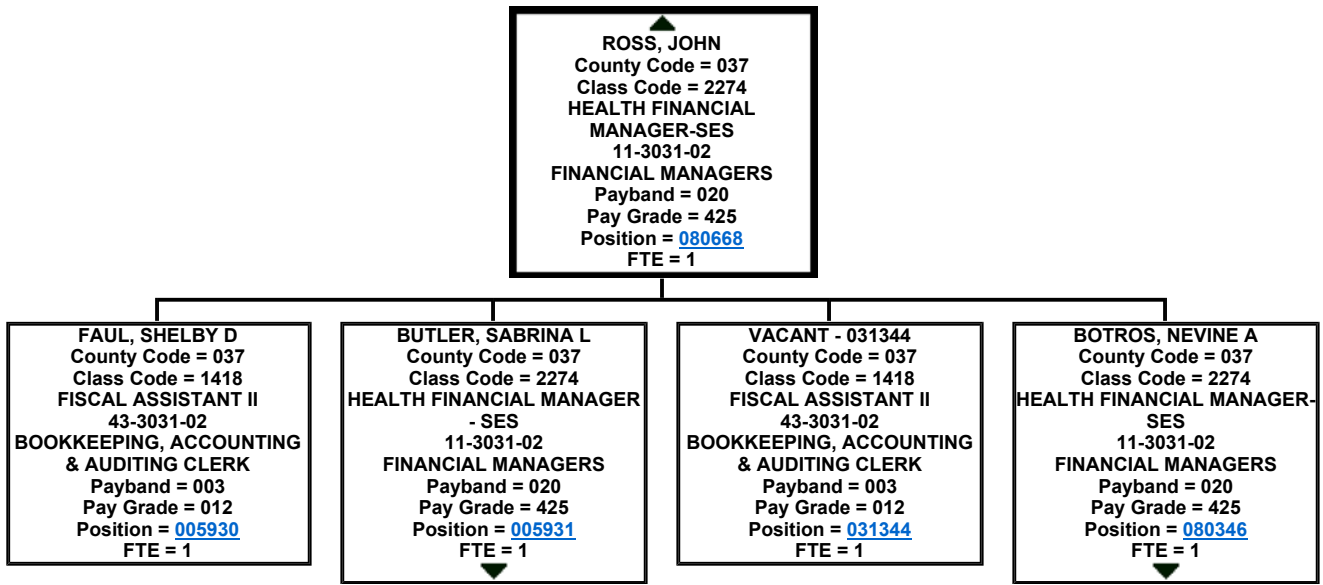 ROSS, JOHN
County Code = 037
Class Code = 2274
HEALTH FINANCIAL
MANAGER-SES
11-3031-02
FINANCIAL MANAGERS
Payband = 020
Pay Grade = 425
Position = 080668
FTE = 1
FAUL, SHELBY D
County Code = 037
Class Code = 1418
FISCAL ASSISTANT II
43-3031-02
BOOKKEEPING, ACCOUNTING
& AUDITING CLERK
Payband = 003
Pay Grade = 012
Position = 005930
FTE = 1
BUTLER, SABRINA L
County Code = 037
Class Code = 2274
HEALTH FINANCIAL MANAGER
- SES
11-3031-02
FINANCIAL MANAGERS
Payband = 020
Pay Grade = 425
Position = 005931
FTE = 1
VACANT - 031344
County Code = 037
Class Code = 1418
FISCAL ASSISTANT II
43-3031-02
BOOKKEEPING, ACCOUNTING
& AUDITING CLERK
Payband = 003
Pay Grade = 012
Position = 031344
FTE = 1
BOTROS, NEVINE A
County Code = 037
Class Code = 2274
HEALTH FINANCIAL MANAGER-
SES
11-3031-02
FINANCIAL MANAGERS
Payband = 020
Pay Grade = 425
Position = 080346
FTE = 1